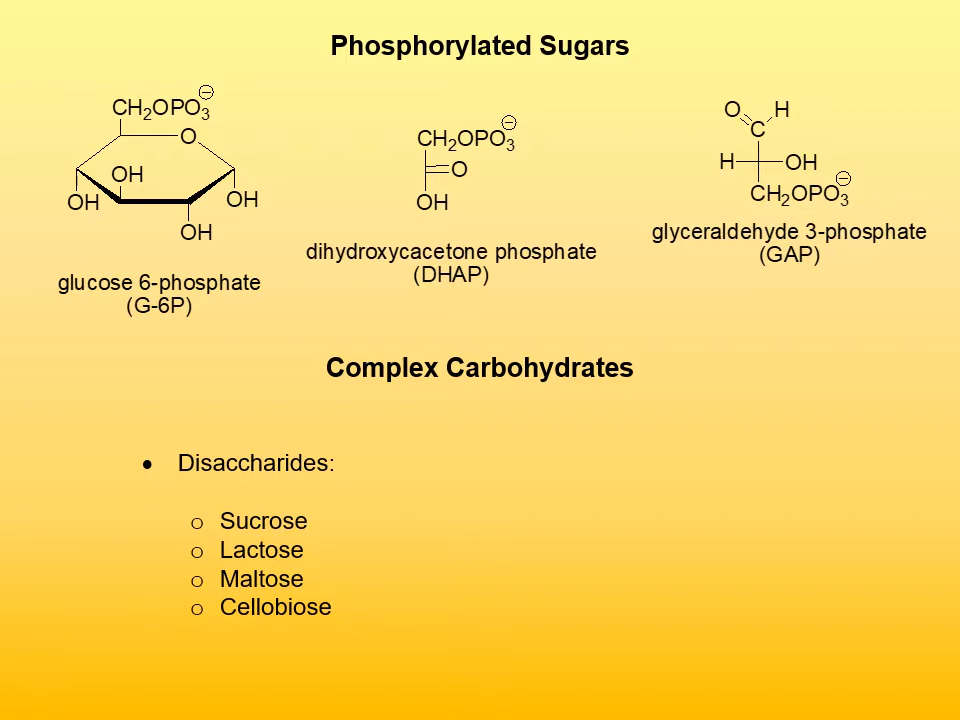 Phosphorylated Sugars
CH2OPO3⊖
O
OH
OH
OH
OH
glucose 6-phosphate
(G-6P)
CH2OPO3⊖
O
OH
dihydroxycacetone phosphate
(DHAP)
O H
C
H OH
CH2OPO3⊖
glyceraldehyde 3-phosphate
(GAP)
Complex Carbohydrates
• Disaccharides:
o Sucrose
o Lactose
o Maltose
o Cellobiose